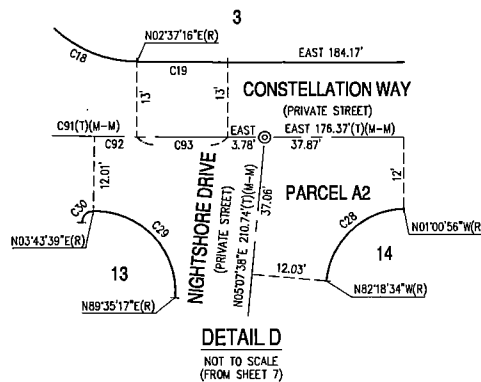 3
N02°37'16"E(R)
C18
EAST 184.17'
C19
13'
13'
CONSTELLATION WAY
(PRIVATE STREET)
C91(T)(M-M)
EAST
EAST 176.37'(T)(M-M)
C92
C93
3.78'
37.87'
12.01'
NIGHTSHORE DRIVE
(PRIVATE STREET)
N05°07'38"E 210.74'(T)(M-M)
37.06'
PARCEL A2
12'
C30
C29
C28
N01°00'56"W(R)
N03°43'39"E(R)
13
14
12.03'
N89°35'17"E(R)
N82°18'34"W(R)
DETAIL D
NOT TO SCALE
(FROM SHEET 7)